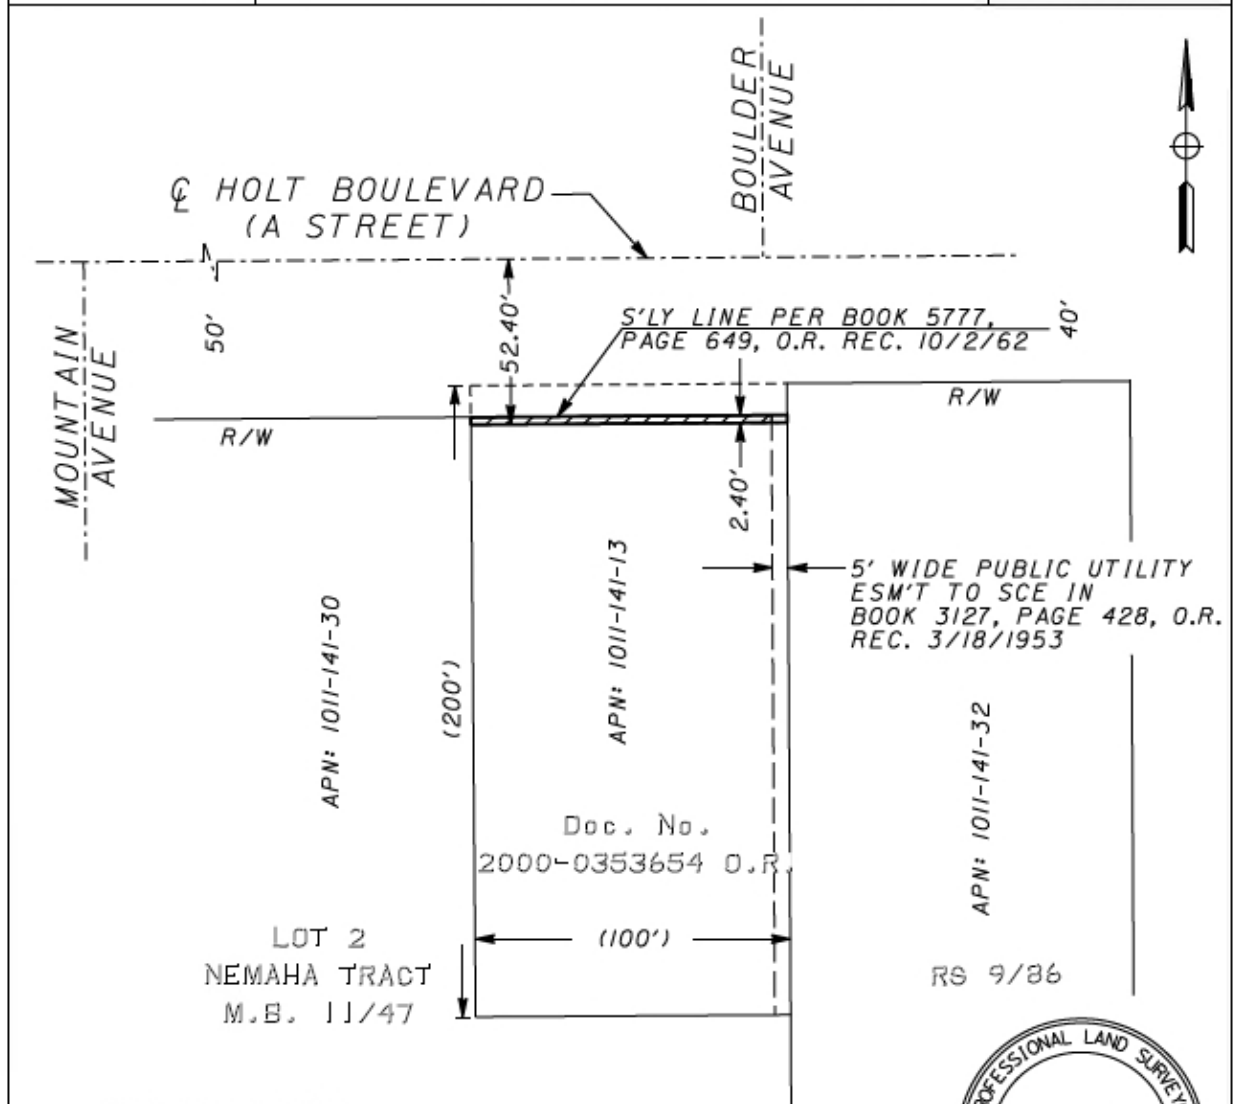 BOULDER
AVENUE
℄ HOLT BOULEVARD
(A STREET)
MOUNTAIN
AVENUE
50'
52.40'
S'LY LINE PER BOOK 5777,
PAGE 649, O.R. REC. 10/2/62
40'
R/W
R/W
2.40'
5' WIDE PUBLIC UTILITY
ESM'T TO SCE IN
BOOK 3127, PAGE 428, O.R.
REC. 3/18/1953
APN: 1011-141-30
(200')
APN: 1011-141-13
APN: 1011-141-32
Doc. No.
2000-0353654 O.R.
(100')
LOT 2
NEMAHA TRACT
M.B. 11/47
RS 9/86
OFESSIONAL LAND SURVEY